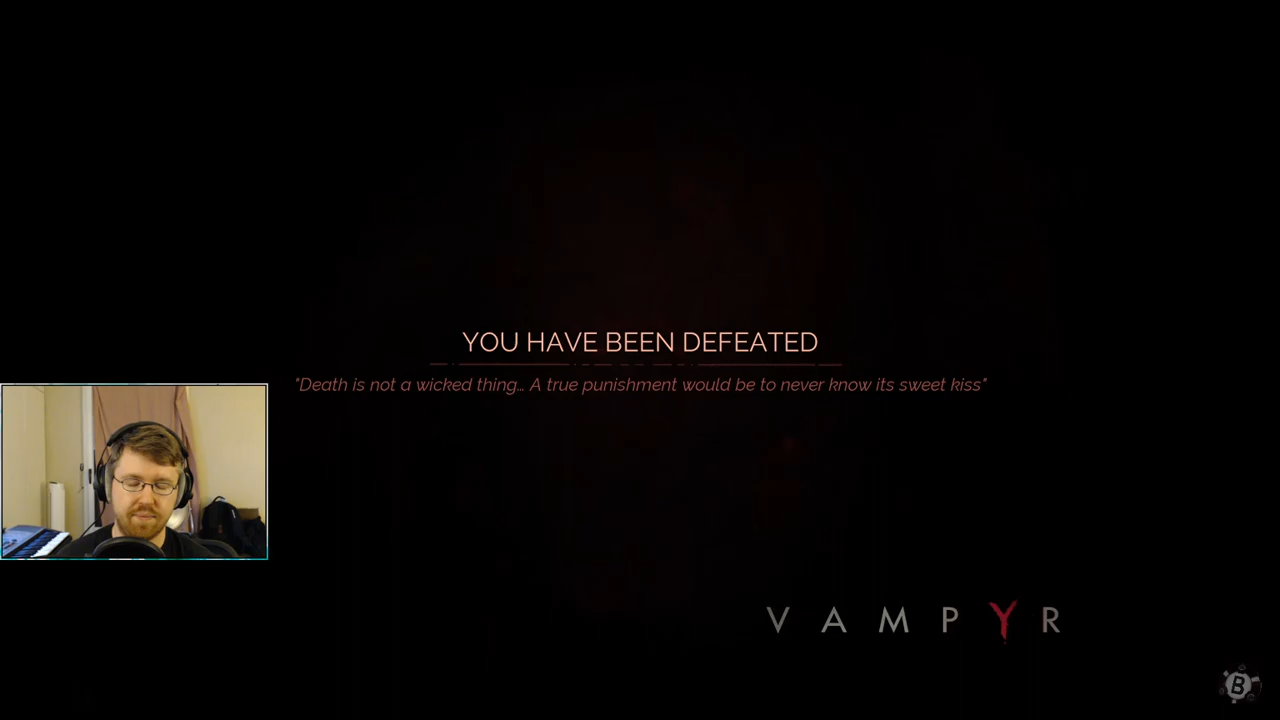 YOU HAVE BEEN DEFEATED
"Death is not a wicked thing... A true punishment would be to never know its sweet kiss"
VAMPYR
B